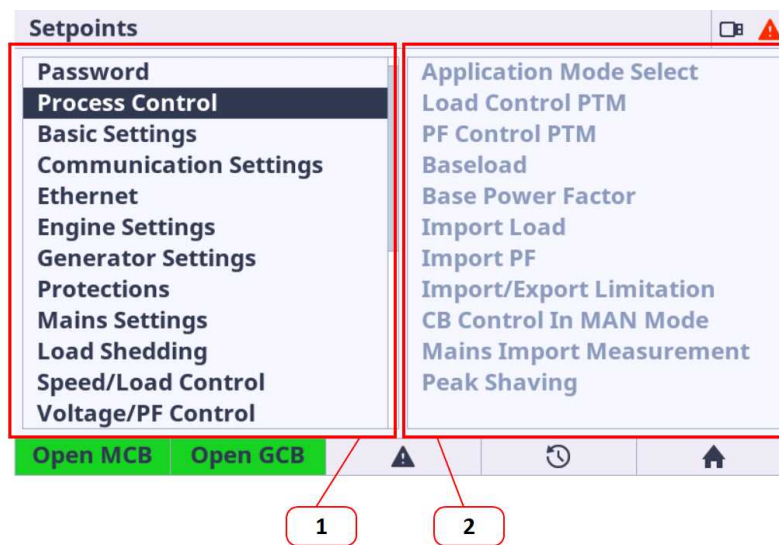 Setpoints
Password
Process Control
Basic Settings
Communication Settings
Ethernet
Engine Settings
Generator Settings
Protections
Mains Settings
Load Shedding
Speed/Load Control
Voltage/PF Control
Application Mode Select
Load Control PTM
PF Control PTM
Baseload
Base Power Factor
Import Load
Import PF
Import/Export Limitation
CB Control In MAN Mode
Mains Import Measurement
Peak Shaving
Open MCB Open GCB
1 2